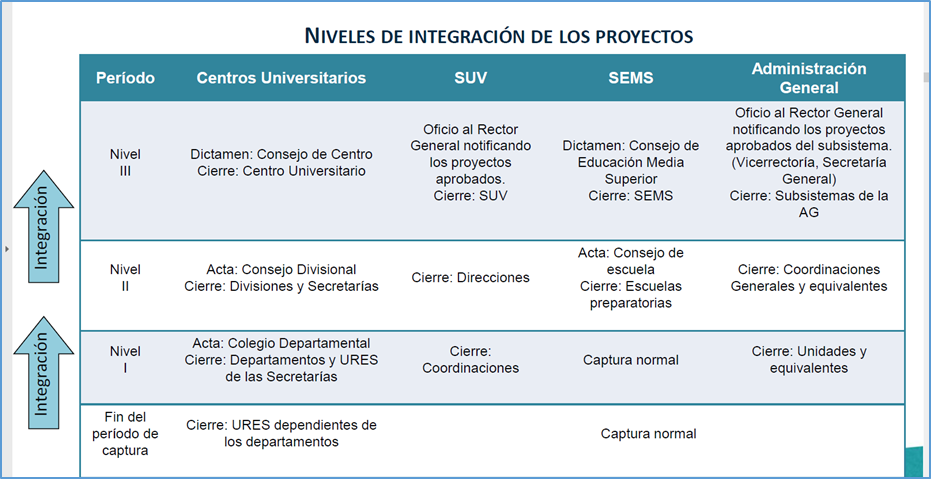 NIVELES DE INTEGRACIÓN DE LOS PROYECTOS
Período
Centros Universitarios
SUV
SEMS
Administración
General
Nivel
III
Dictamen: Consejo de Centro
Cierre: Centro Universitario
Oficio al Rector
General notificando
los proyectos
aprobados.
Cierre: SUV
Dictamen: Consejo de
Educación Media
Superior
Cierre: SEMS
Oficio al Rector General
notificando los proyectos
aprobados del subsistema.
(Vicerrectoría, Secretaría
General)
Cierre: Subsistemas de la
AG
Integración
Nivel
II
Acta: Consejo Divisional
Cierre: Divisiones y Secretarías
Cierre: Direcciones
Acta: Consejo de
escuela
Cierre: Escuelas
preparatorias
Cierre: Coordinaciones
Generales y equivalentes
Integración
Nivel
I
Acta: Colegio Departamental
Cierre: Departamentos y URES
de las Secretarías
Cierre:
Coordinaciones
Captura normal
Cierre: Unidades y
equivalentes
Fin del
período de
captura
Cierre: URES dependientes de
los departamentos
Captura normal